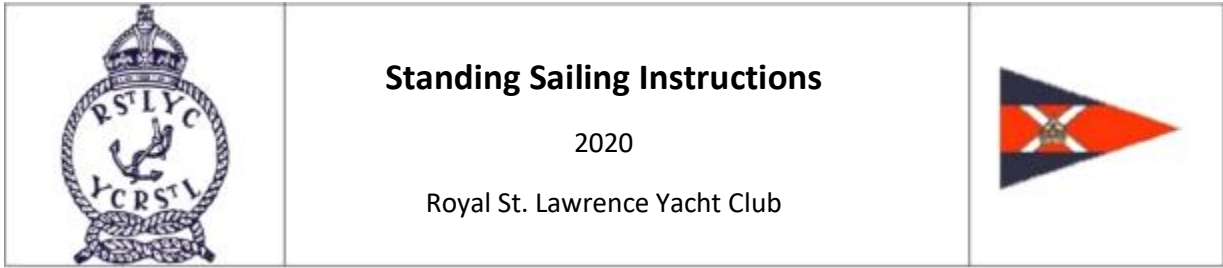 RSTLYC
YCRSTL
Standing Sailing Instructions
2020
Royal St. Lawrence Yacht Club